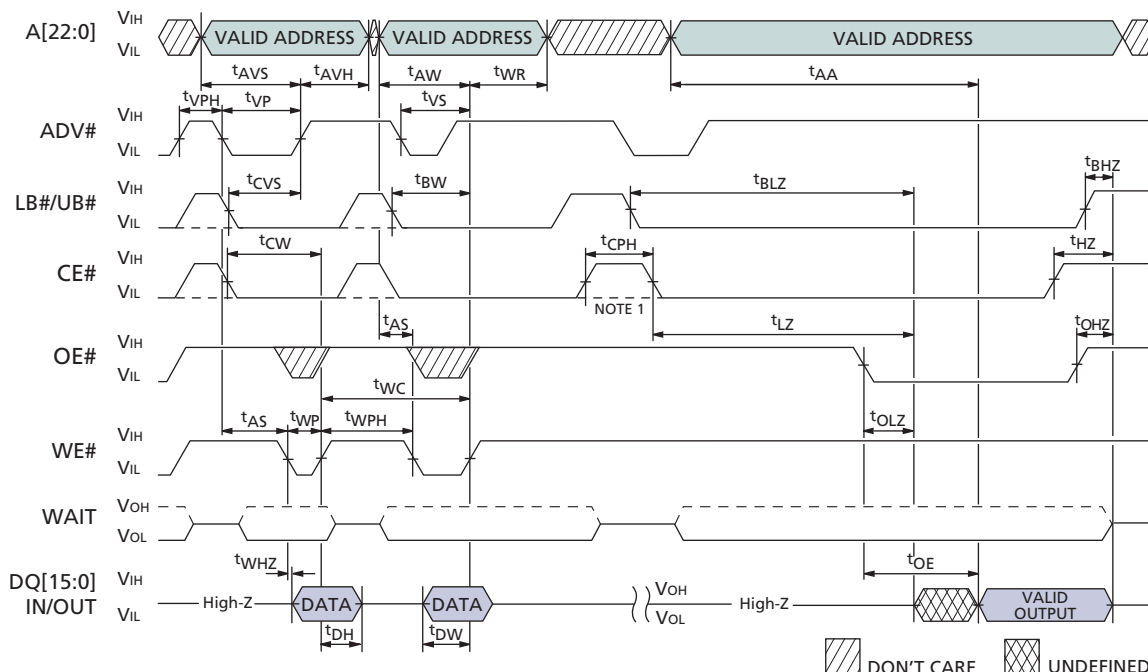 A[22:0] VIH VIL VALID ADDRESS VALID ADDRESS VALID ADDRESS
tAVS tAVH tAW tWR tAA
tVPH tVP tVS
ADV# VIH VIL
tCVS tBW tBLZ tBHZ
LB#/UB# VIH VIL
tCW tCPH tHZ
CE# VIH VIL
NOTE 1
tAS tLZ tOHZ
OE# VIH VIL
tWC
tAS tWP tWPH tOLZ
WE# VIH VIL
WAIT VOH VOL
tWHZ tOE
DQ[15:0] IN/OUT VIH VIL High-Z DATA DATA VOH VOL High-Z VALID OUTPUT
tDH tDW
DON'T CARE UNDEFINED